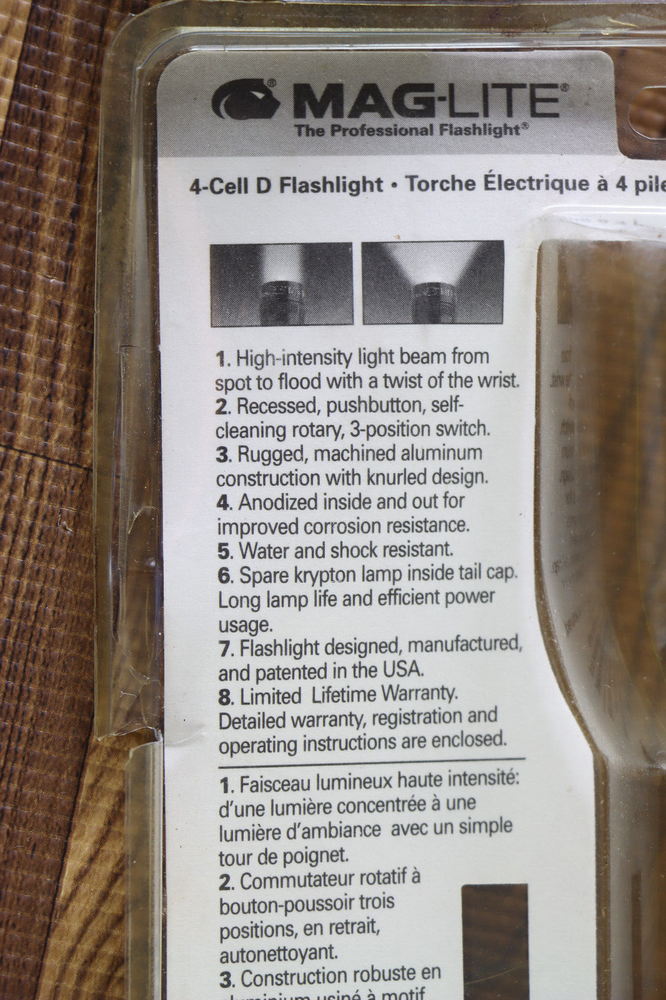 MAG-LITE®
The Professional Flashlight®
4-Cell D Flashlight • Torche Électrique à 4 pile
1. High-intensity light beam from
spot to flood with a twist of the wrist.
2. Recessed, pushbutton, self-
cleaning rotary, 3-position switch.
3. Rugged, machined aluminum
construction with knurled design.
4. Anodized inside and out for
improved corrosion resistance.
5. Water and shock resistant.
6. Spare krypton lamp inside tail cap.
Long lamp life and efficient power
usage.
7. Flashlight designed, manufactured,
and patented in the USA.
8. Limited Lifetime Warranty.
Detailed warranty, registration and
operating instructions are enclosed.
1. Faisceau lumineux haute intensité:
d'une lumière concentrée à une
lumière d'ambiance avec un simple
tour de poignet.
2. Commutateur rotatif à
bouton-poussoir trois
positions, en retrait,
autonettoyant.
3. Construction robuste en
aluminium usiné à motif